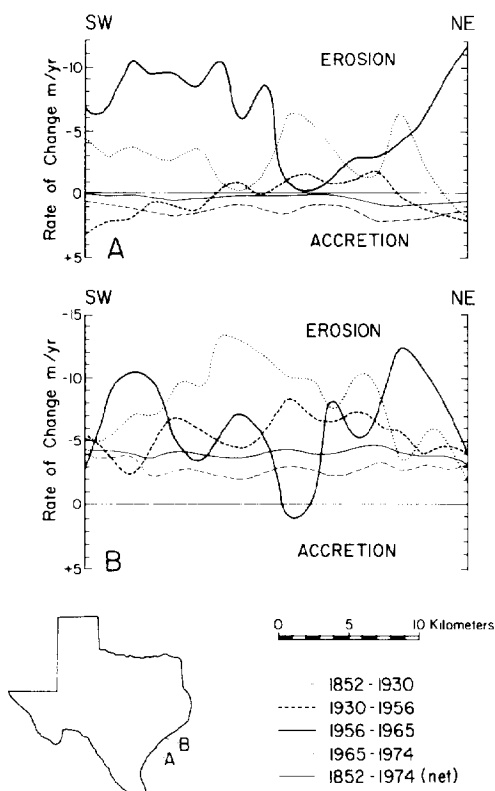 SW NE
-10
EROSION
-5
0
ACCRETION
+5
A
Rate of Change m/yr
SW NE
-15
EROSION
-10
-5
0
ACCRETION
+5
B
Rate of Change m/yr
0 5 10 Kilometers
1852-1930
1930-1956
1956-1965
1965-1974
1852-1974 (net)
B
A